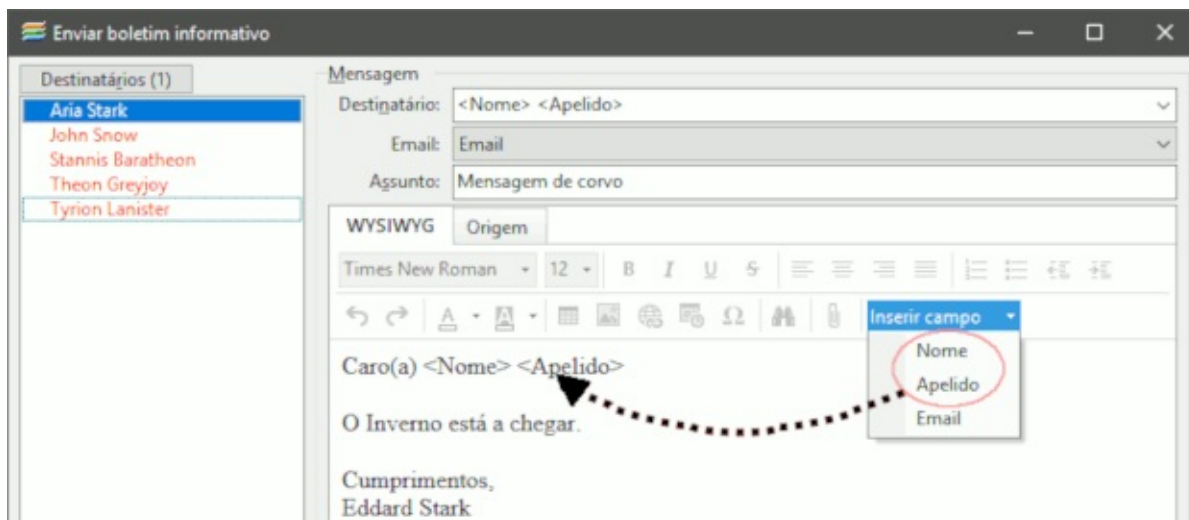 Enviar boletim informativo
Destinatários (1)
Aria Stark
John Snow
Stannis Baratheon
Theon Greyjoy
Tyrion Lanister
Mensagem
Destinatário: <Nome> <Apelido>
Email: Email
Assunto: Mensagem de corvo
WYSIWYG Origem
Times New Roman 12 B I U S
A A Ω Inserir campo
Nome
Apelido
Email
Caro(a) <Nome> <Apelido>
O Inverno está a chegar.
Cumprimentos,
Eddard Stark